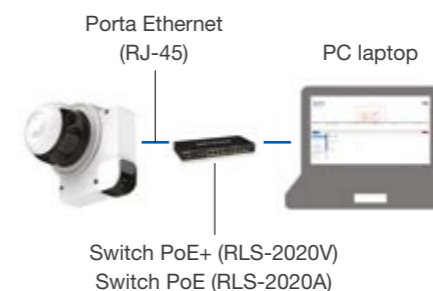 Porta Ethernet
(RJ-45)
PC laptop
Switch PoE+ (RLS-2020V)
Switch PoE (RLS-2020A)